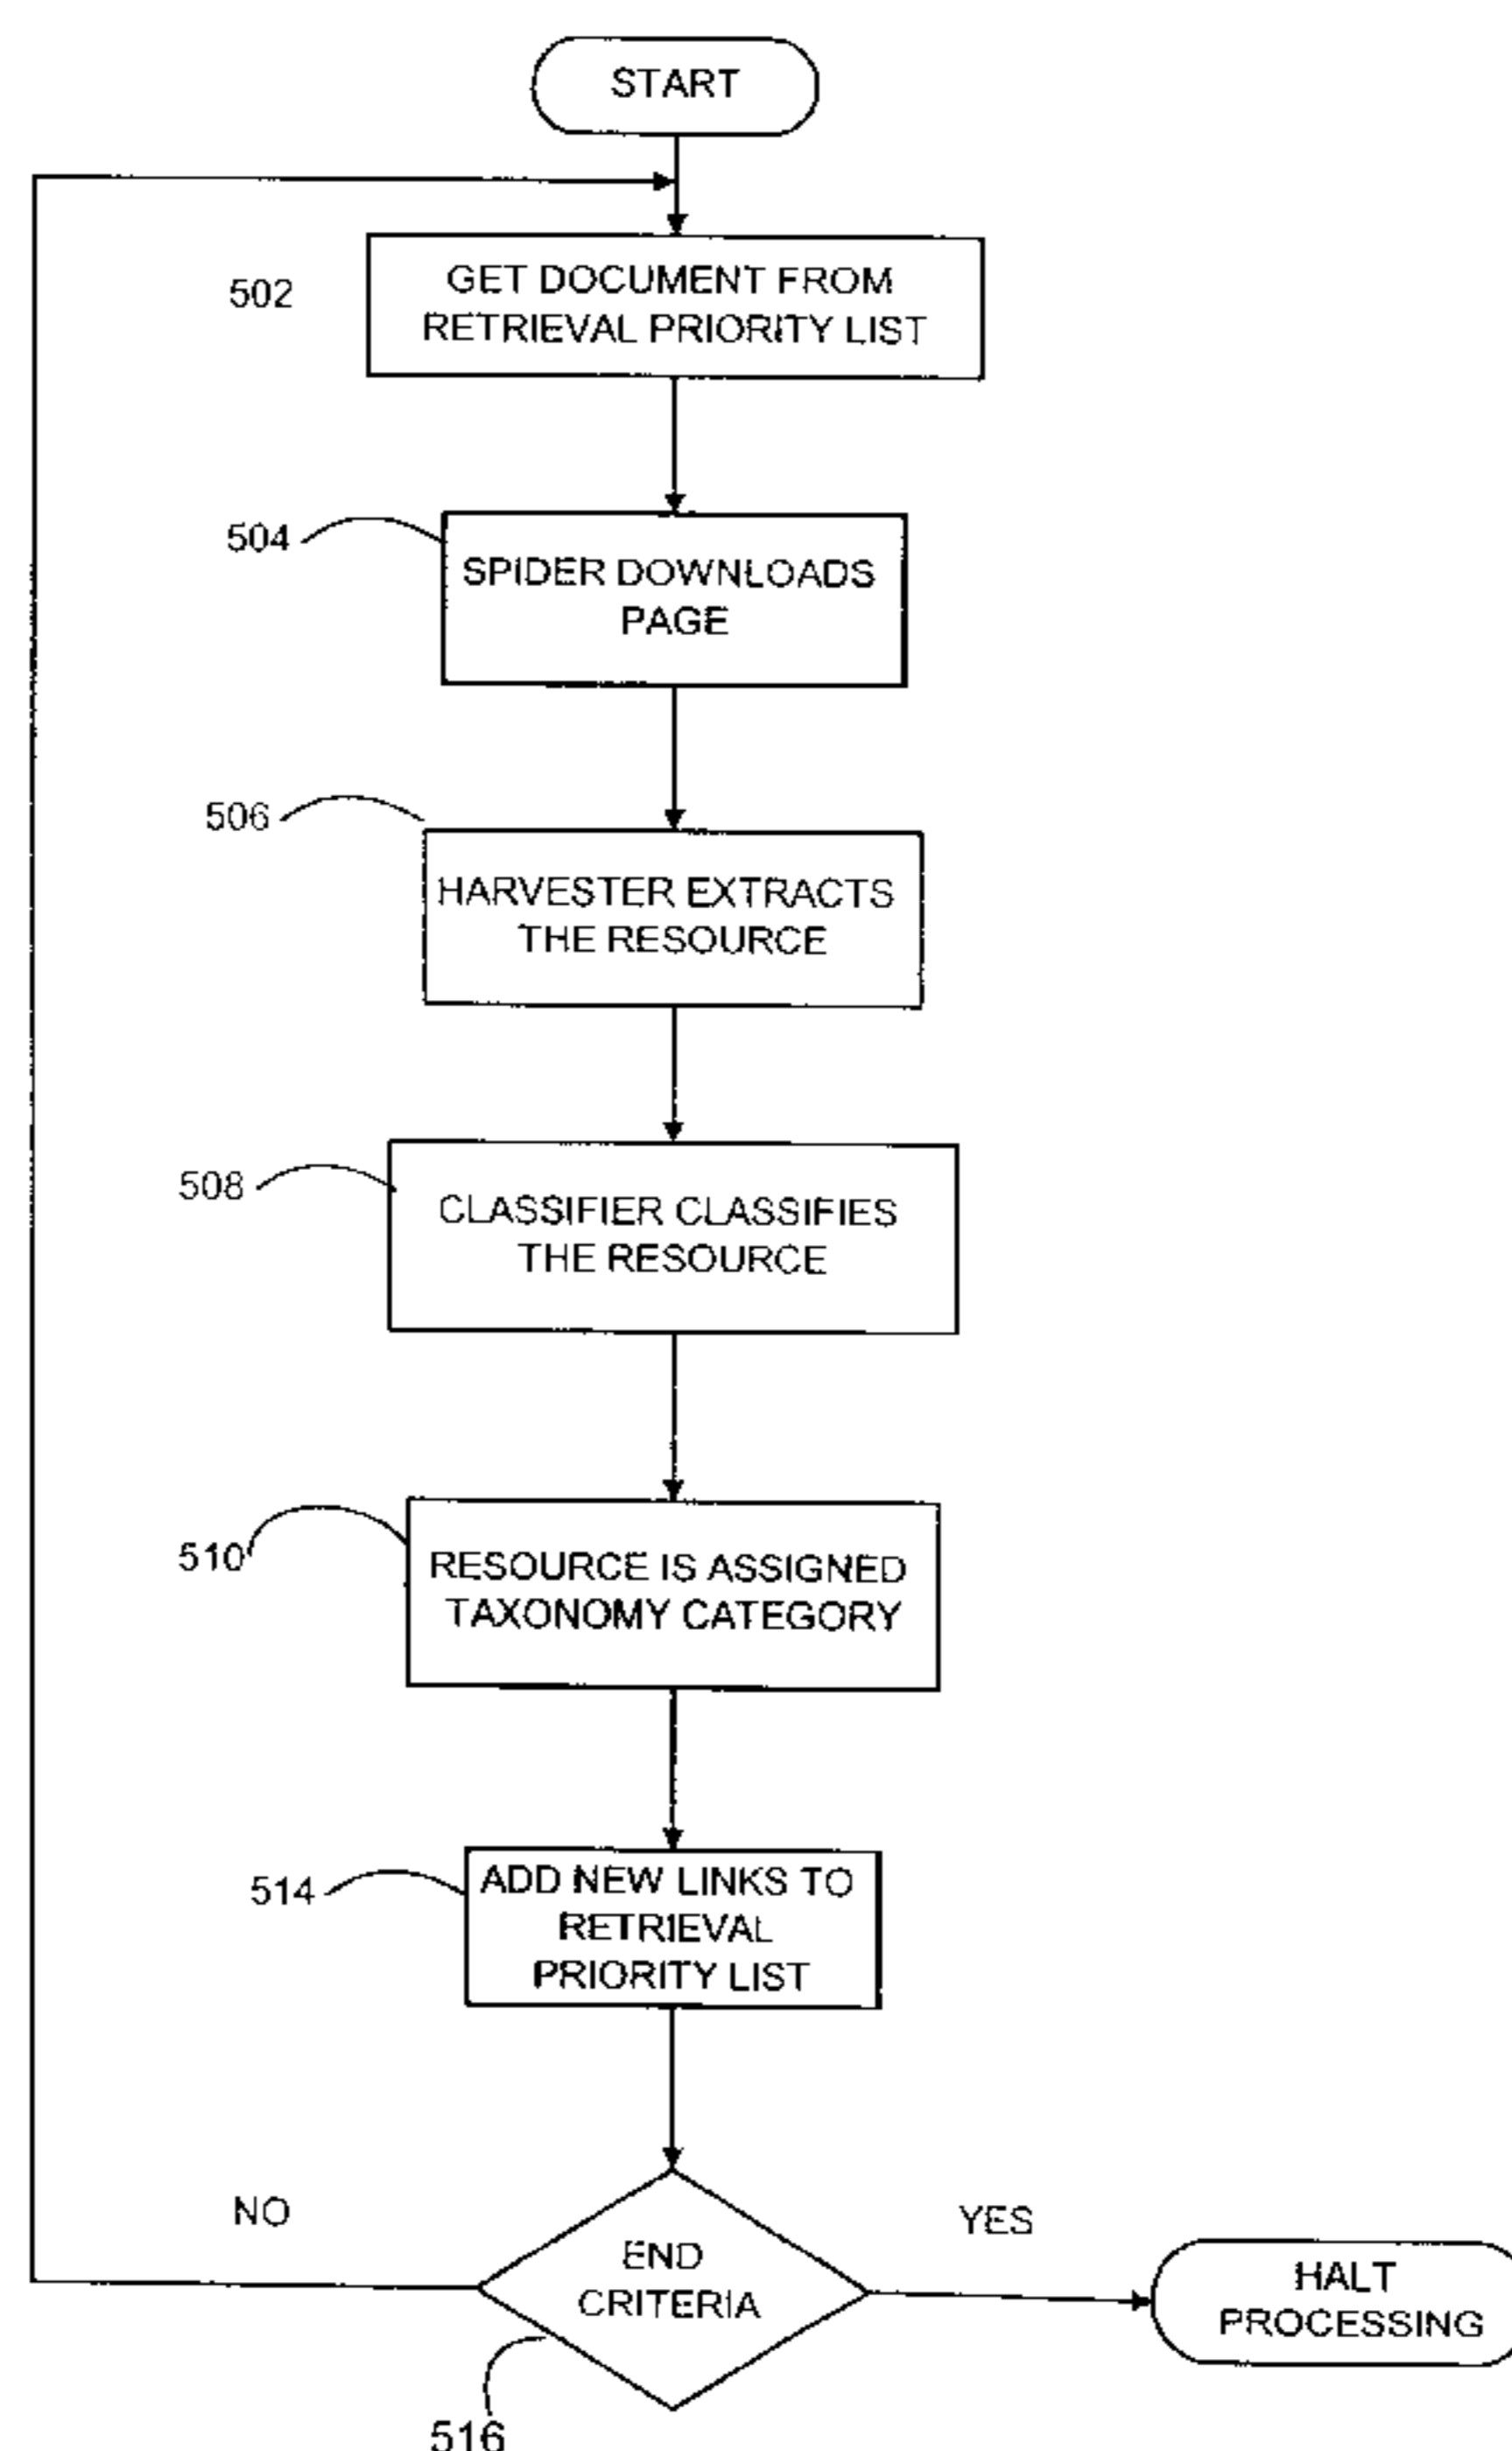 START
502
GET DOCUMENT FROM
RETRIEVAL PRIORITY LIST
504
SPIDER DOWNLOADS
PAGE
506
HARVESTER EXTRACTS
THE RESOURCE
508
CLASSIFIER CLASSIFIES
THE RESOURCE
510
RESOURCE IS ASSIGNED
TAXONOMY CATEGORY
514
ADD NEW LINKS TO
RETRIEVAL
PRIORITY LIST
NO
YES
END
CRITERIA
HALT
PROCESSING
516